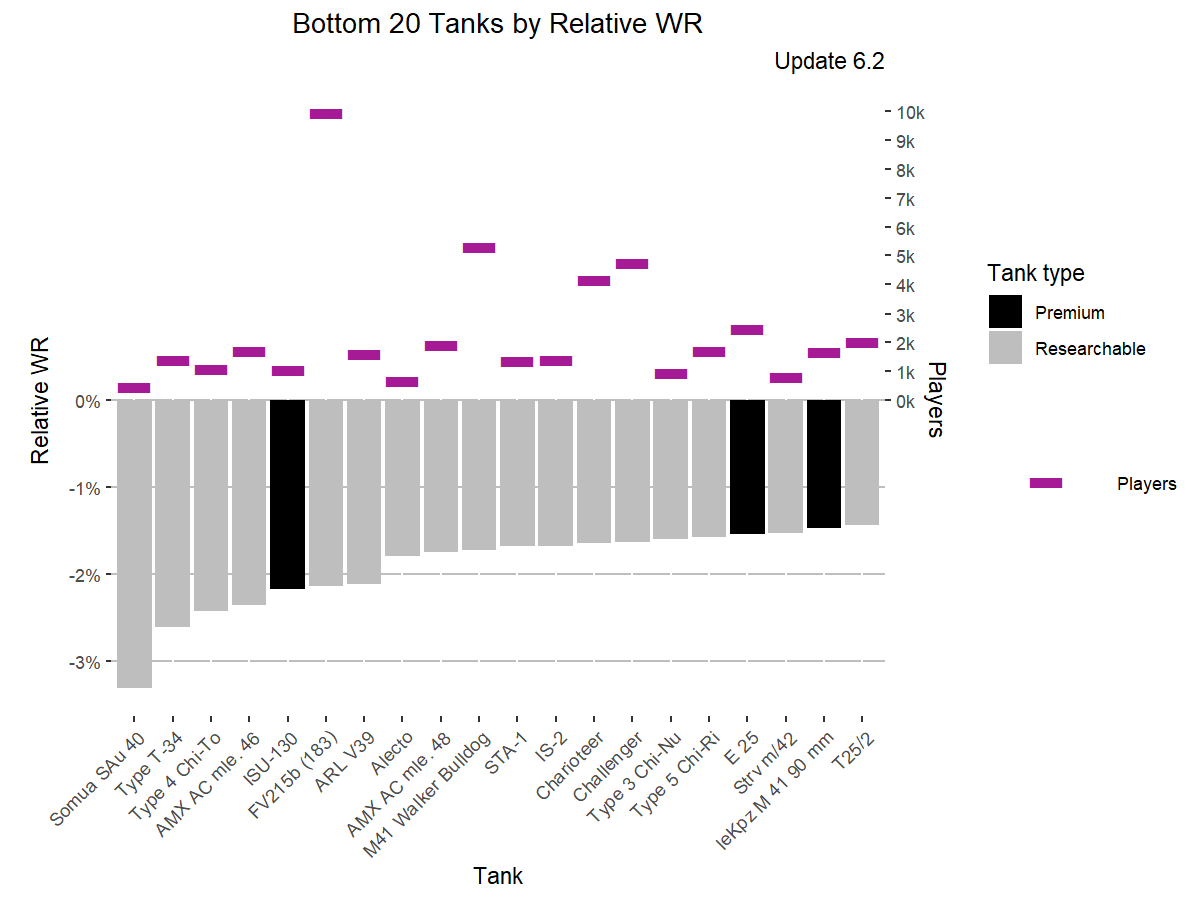 Bottom 20 Tanks by Relative WR
Update 6.2
10k
9k
8k
7k
6k
5k
4k
3k
2k
1k
0k
Players
Relative WR
0%
-1%
-2%
-3%
Somua SAu 40
Type T-34
Type 4 Chi-To
AMX AC mle. 46
ISU-130
FV215b (183)
ARL V39
Alecto
AMX AC mle. 48
M41 Walker Bulldog
STA-1
IS-2
Charioteer
Challenger
Type 3 Chi-Nu
Type 5 Chi-Ri
E 25
Strv m/42
leKpz M 41 90 mm
T25/2
Tank
Tank type
Premium
Researchable
Players